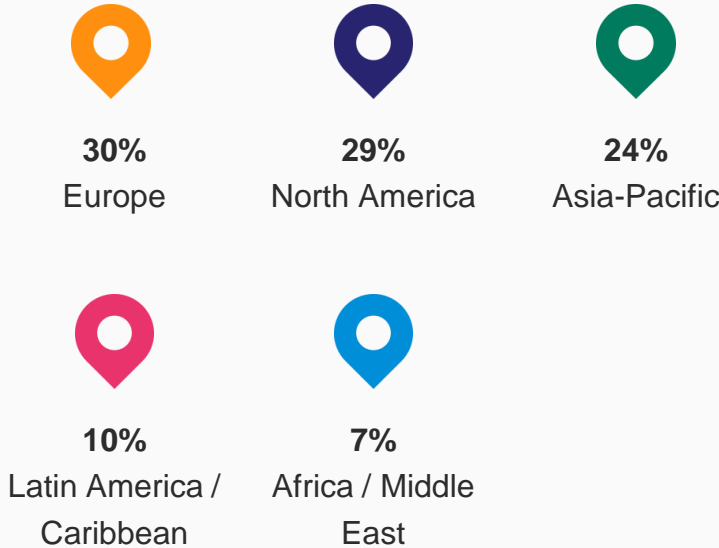 30%
Europe
29%
North America
24%
Asia-Pacific
10%
Latin America /
Caribbean
7%
Africa / Middle
East